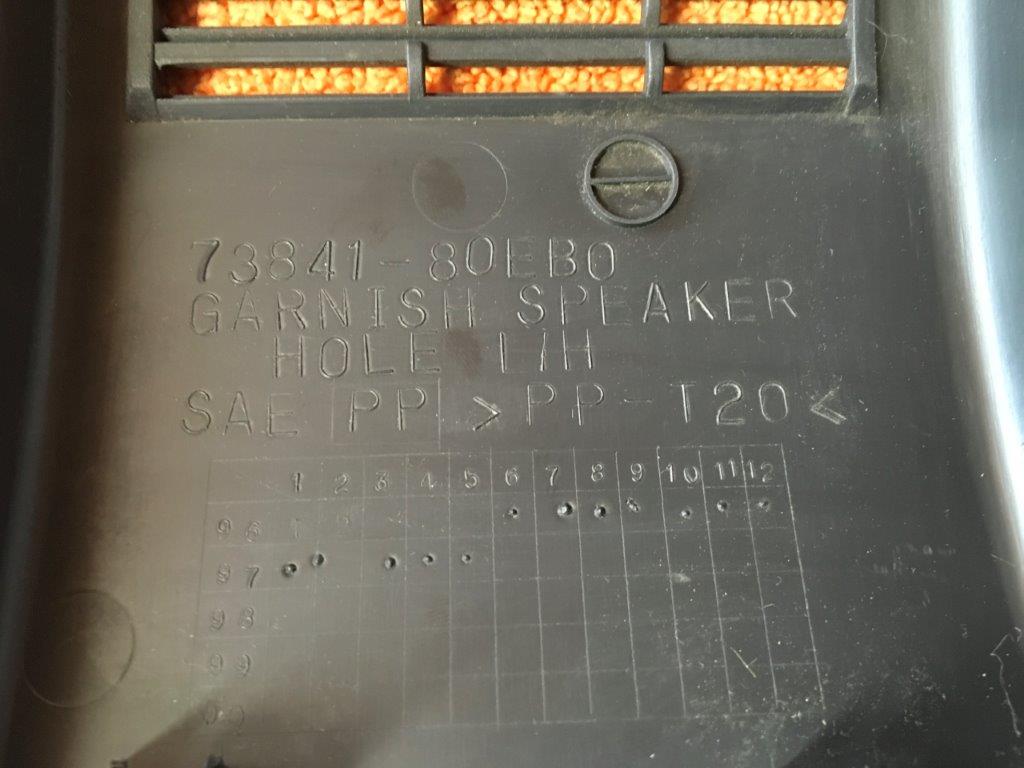 73841-80EB0
GARNISH SPEAKER
HOLE L/H
SAE PP >PP-T20<
1 2 3 4 5 6 7 8 9 10 11 12
96
97
98
99
00